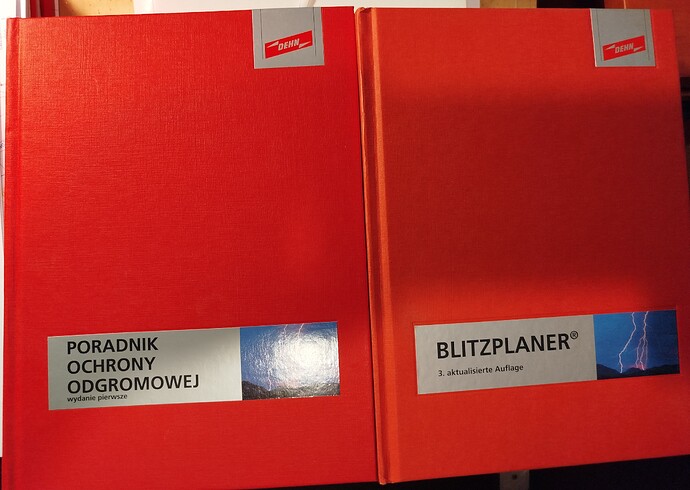 DEHN
PORADNIK
OCHRONY
ODGROMOWEJ
wydanie pierwsze
DEHN
BLITZPLANER®
3. aktualisierte Auflage